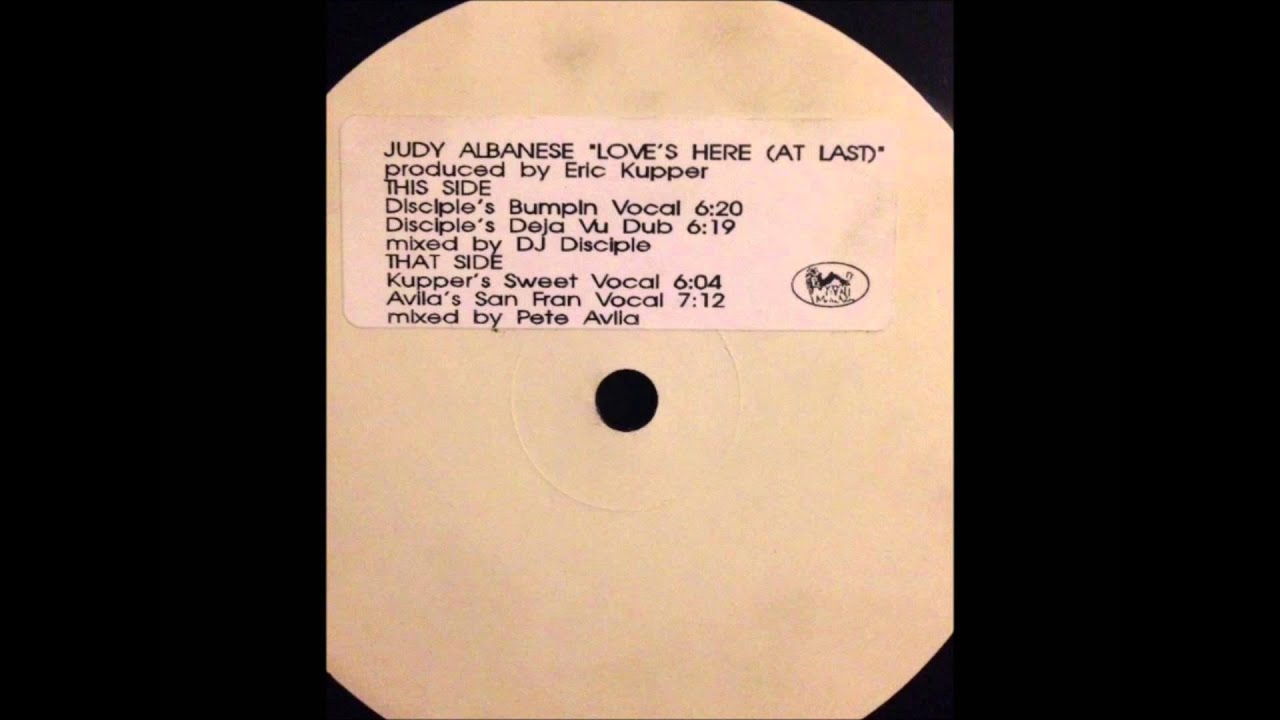 JUDY ALBANESE "LOVE'S HERE (AT LAST)"
produced by Eric Kupper
THIS SIDE
Disciple's Bumpin Vocal 6:20
Disciple's Deja Vu Dub 6:19
mixed by DJ Disciple
THAT SIDE
Kupper's Sweet Vocal 6:04
Avila's San Fran Vocal 7:12
mixed by Pete Avila